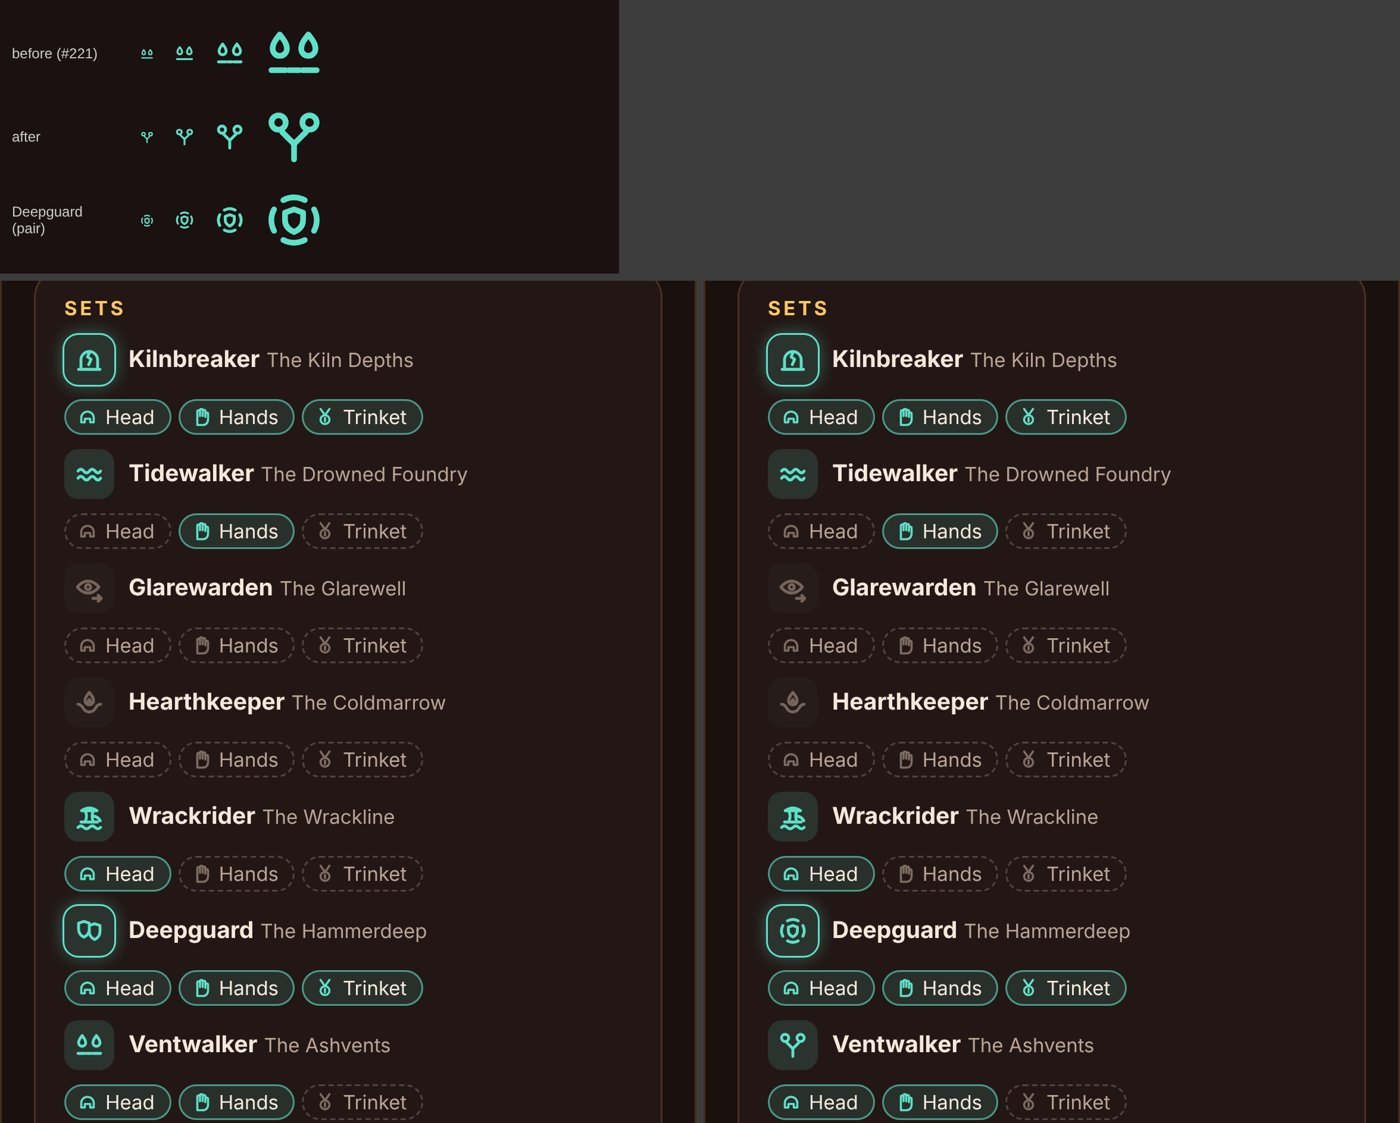 before (#221)
after
Deepguard
(pair)
SETS
Kilnbreaker The Kiln Depths
Head Hands Trinket
Tidewalker The Drowned Foundry
Head Hands Trinket
Glarewarden The Glarewell
Head Hands Trinket
Hearthkeeper The Coldmarrow
Head Hands Trinket
Wrackrider The Wrackline
Head Hands Trinket
Deepguard The Hammerdeep
Head Hands Trinket
Ventwalker The Ashvents
Head Hands Trinket
SETS
Kilnbreaker The Kiln Depths
Head Hands Trinket
Tidewalker The Drowned Foundry
Head Hands Trinket
Glarewarden The Glarewell
Head Hands Trinket
Hearthkeeper The Coldmarrow
Head Hands Trinket
Wrackrider The Wrackline
Head Hands Trinket
Deepguard The Hammerdeep
Head Hands Trinket
Ventwalker The Ashvents
Head Hands Trinket